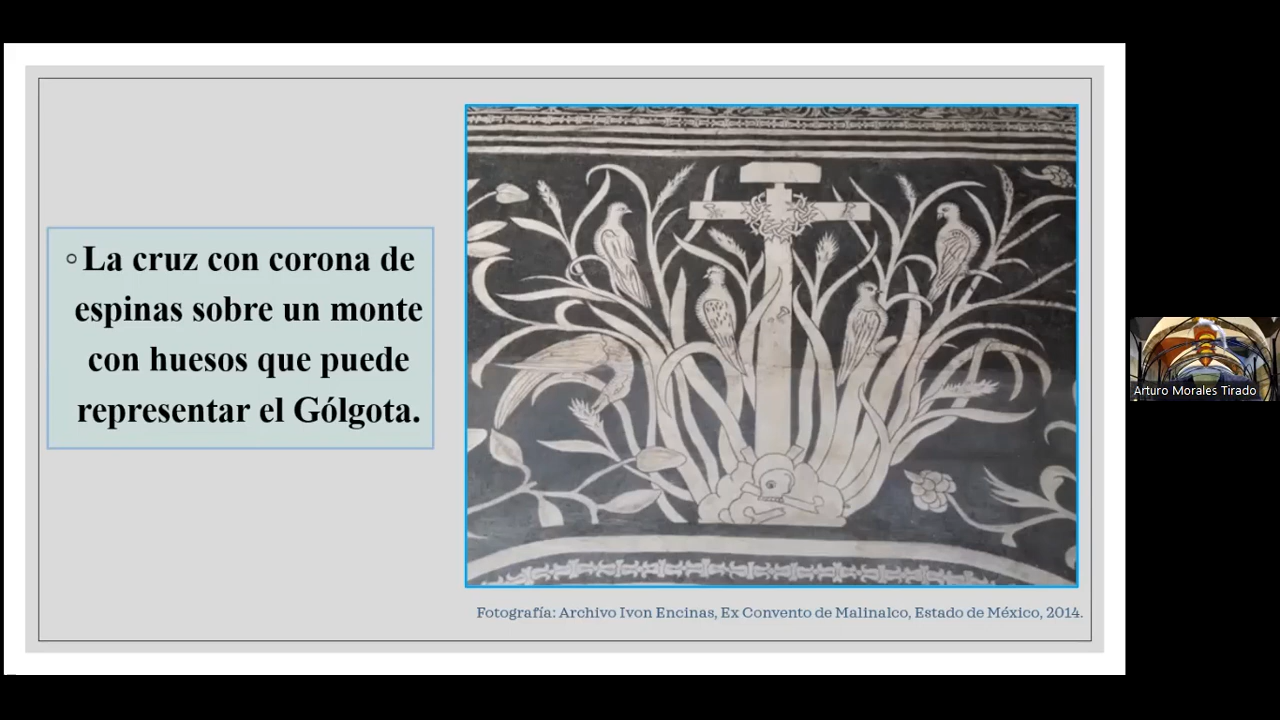 ◦ La cruz con corona de
espinas sobre un monte
con huesos que puede
representar el Gólgota.
Fotografía: Archivo Ivon Encinas, Ex Convento de Malinalco, Estado de México, 2014.
Arturo Morales Tirado